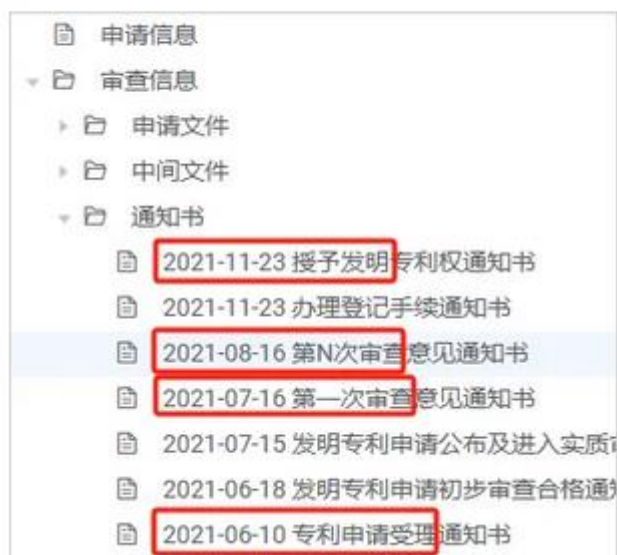 申请信息
审查信息
申请文件
中间文件
通知书
2021-11-23 授予发明专利权通知书
2021-11-23 办理登记手续通知书
2021-08-16 第N次审查意见通知书
2021-07-16 第一次审查意见通知书
2021-07-15 发明专利申请公布及进入实质
2021-06-18 发明专利申请初步审查合格通
2021-06-10 专利申请受理通知书